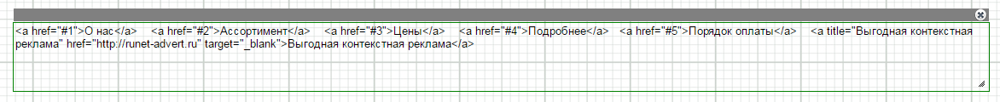 <a href="#1">О нас</a>    <a href="#2">Ассортимент</a>    <a href="#3">Цены</a>    <a href="#4">Подробнее</a>   <a href="#5">Порядок оплаты</a>    <a title="Выгодная контекстная
реклама" href="http://runet-advert.ru" target="_blank">Выгодная контекстная реклама</a>